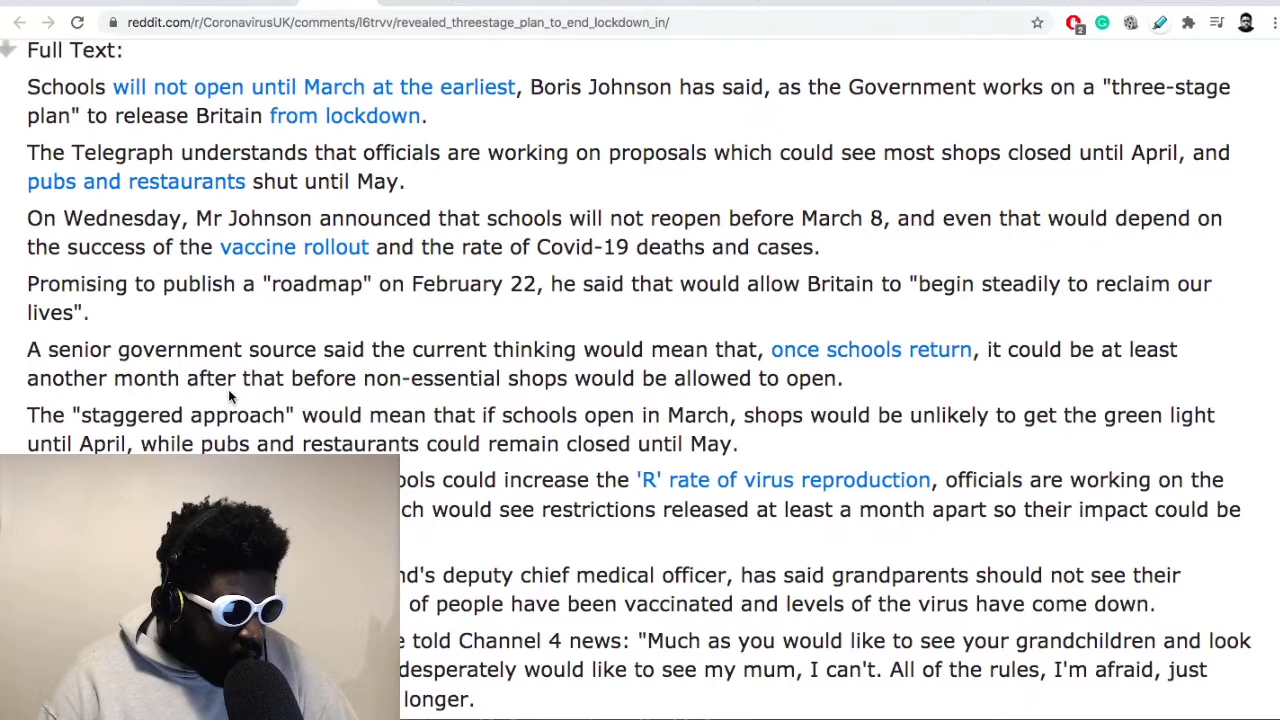 reddit.com/r/CoronavirusUK/comments/l6trvv/revealed_threestage_plan_to_end_lockdown_in/
2
Full Text:
Schools will not open until March at the earliest, Boris Johnson has said, as the Government works on a "three-stage
plan" to release Britain from lockdown.
The Telegraph understands that officials are working on proposals which could see most shops closed until April, and
pubs and restaurants shut until May.
On Wednesday, Mr Johnson announced that schools will not reopen before March 8, and even that would depend on
the success of the vaccine rollout and the rate of Covid-19 deaths and cases.
Promising to publish a "roadmap" on February 22, he said that would allow Britain to "begin steadily to reclaim our
lives".
A senior government source said the current thinking would mean that, once schools return, it could be at least
another month after that before non-essential shops would be allowed to open.
The "staggered approach" would mean that if schools open in March, shops would be unlikely to get the green light
until April, while pubs and restaurants could remain closed until May.
ools could increase the 'R' rate of virus reproduction, officials are working on the
ch would see restrictions released at least a month apart so their impact could be
nd's deputy chief medical officer, has said grandparents should not see their
of people have been vaccinated and levels of the virus have come down.
e told Channel 4 news: "Much as you would like to see your grandchildren and look
desperately would like to see my mum, I can't. All of the rules, I'm afraid, just
longer.